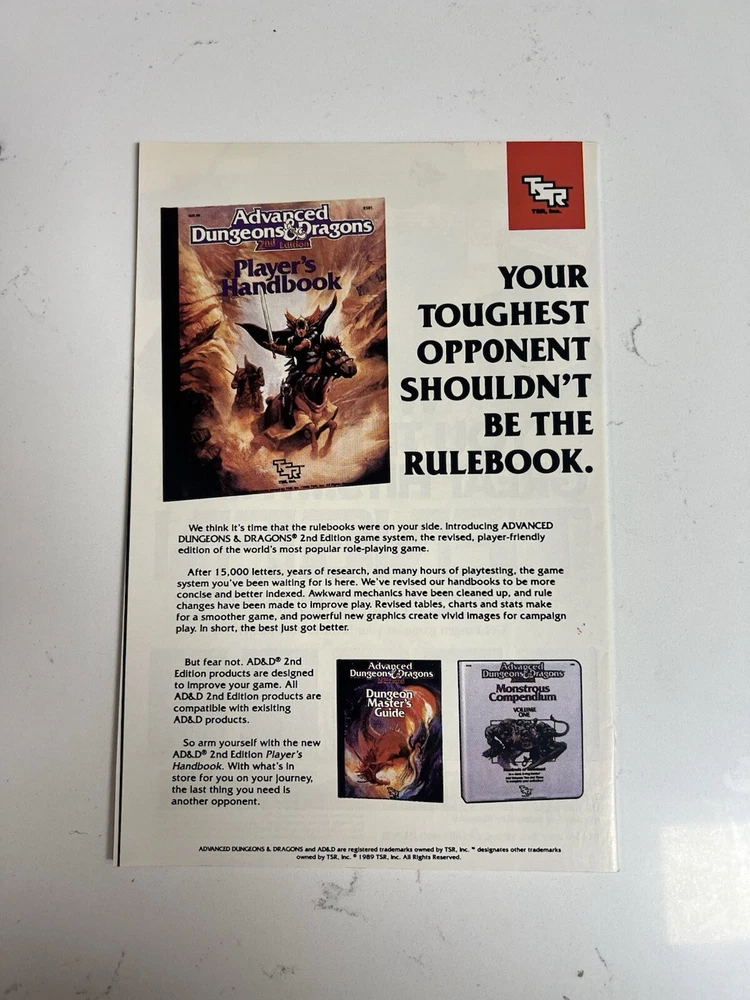 TSR
TSR, Inc.
Advanced
Dungeons & Dragons
2nd Edition
Player's
Handbook
TSR
TSR, Inc.
YOUR
TOUGHEST
OPPONENT
SHOULDN'T
BE THE
RULEBOOK.
We think it's time that the rulebooks were on your side. Introducing ADVANCED
DUNGEONS & DRAGONS® 2nd Edition game system, the revised, player-friendly
edition of the world's most popular role-playing game.
After 15,000 letters, years of research, and many hours of playtesting, the game
system you've been waiting for is here. We've revised our handbooks to be more
concise and better indexed. Awkward mechanics have been cleaned up, and rule
changes have been made to improve play. Revised tables, charts and stats make
for a smoother game, and powerful new graphics create vivid images for campaign
play. In short, the best just got better.
But fear not. AD&D® 2nd
Edition products are designed
to improve your game. All
AD&D 2nd Edition products are
compatible with exisiting
AD&D products.
So arm yourself with the new
AD&D® 2nd Edition Player's
Handbook. With what's in
store for you on your journey,
the last thing you need is
another opponent.
Advanced
Dungeons & Dragons
Dungeon
Master's
Guide
Advanced
Dungeons & Dragons
Monstrous
Compendium
VOLUME
ONE
TSR
ADVANCED DUNGEONS & DRAGONS and AD&D are registered trademarks owned by TSR, Inc. ™ designates other trademarks
owned by TSR, Inc. © 1989 TSR, Inc. All Rights Reserved.